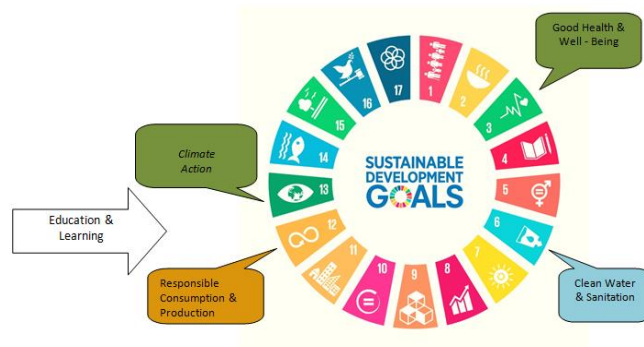 Good Health &
Well - Being
17
1
16
2
15
3
14
4
Climate
Action
SUSTAINABLE
DEVELOPMENT
GOALS
13
5
Education &
Learning
12
6
11
7
10
9
8
Responsible
Consumption &
Production
Clean Water
& Sanitation